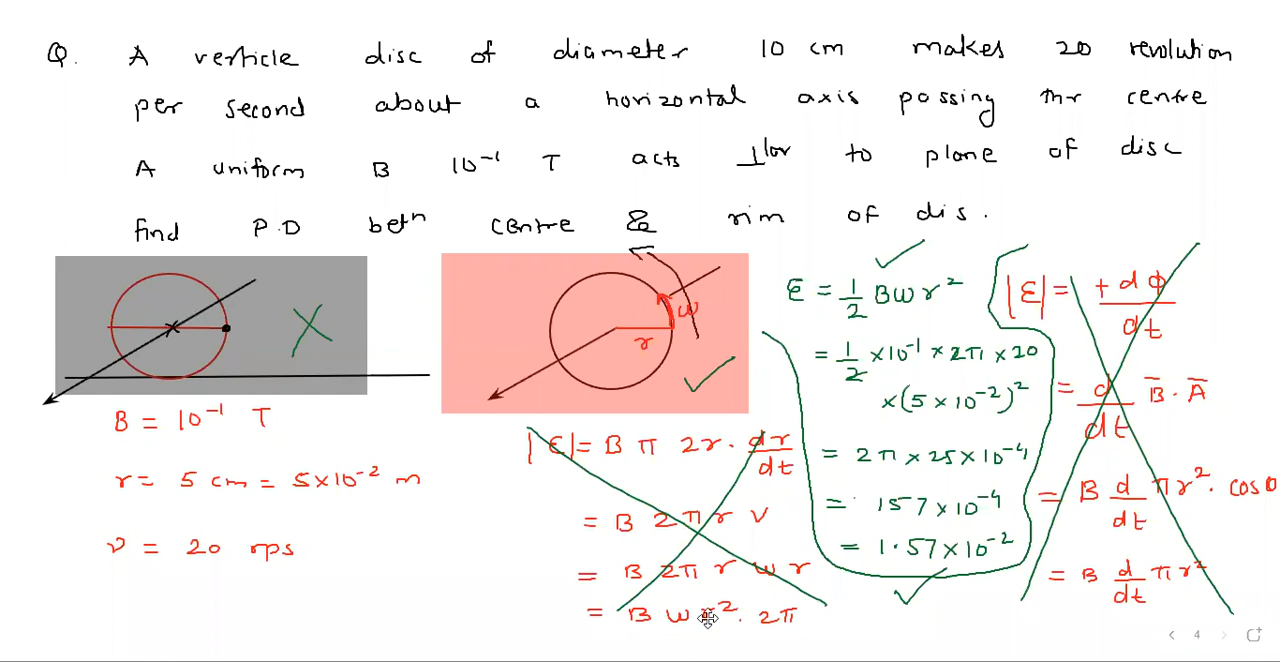 Q. A verticle disc of diameter 10 cm makes 20 revolution
per second about a horizontal axis passing thr centre
A uniform B 10⁻¹ T acts ⊥lar to plane of disc
find P.D betn centre & rim of dis.
B = 10⁻¹ T
r = 5 cm = 5×10⁻² m
ν = 20 rps
ω
r
|ε| = B π 2r. dr/dt
= B 2π r v
= B 2π r ω r
= B ω r². 2π
ε = 1/2 B ω r²
= 1/2 × 10⁻¹ × 2π × 20
× (5 × 10⁻²)²
= 2π × 25 × 10⁻⁴
= 157 × 10⁻⁴
= 1.57 × 10⁻²
|ε| = + dφ/dt
= d/dt B̅ . A̅
= B d/dt πr². cos θ
= B d/dt πr²
4